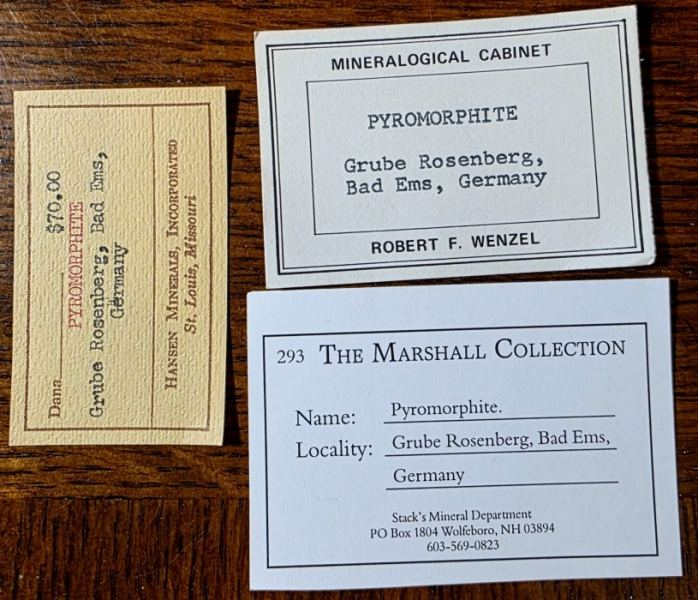 Dana $70.00
PYROMORPHITE
Grube Rosenberg, Bad Ems,
Germany
HANSEN MINERALS, INCORPORATED
St. Louis, Missouri
MINERALOGICAL CABINET
PYROMORPHITE
Grube Rosenberg,
Bad Ems, Germany
ROBERT F. WENZEL
293 THE MARSHALL COLLECTION
Name: Pyromorphite.
Locality: Grube Rosenberg, Bad Ems,
Germany
Stack's Mineral Department
PO Box 1804 Wolfeboro, NH 03894
603-569-0823